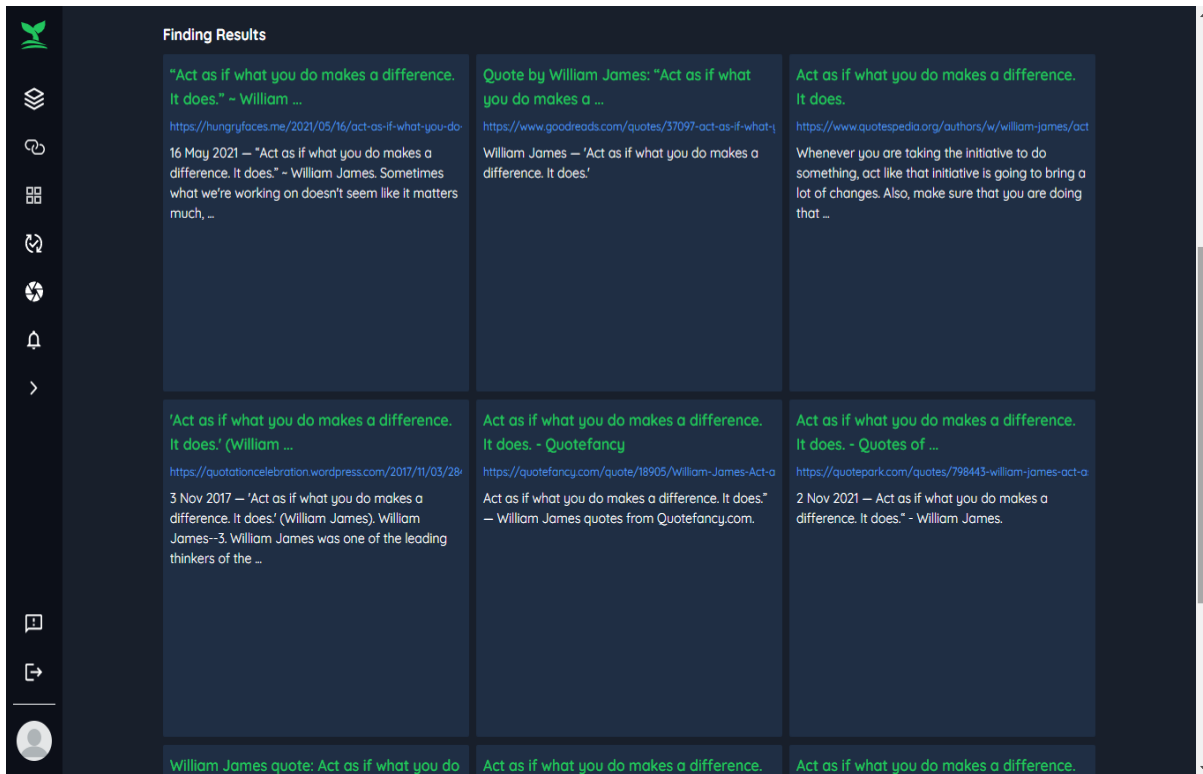 Finding Results
“Act as if what you do makes a difference.
It does.” ~ William ...
https://hungryfaces.me/2021/05/16/act-as-if-what-you-do-
16 May 2021 — “Act as if what you do makes a
difference. It does.” ~ William James. Sometimes
what we're working on doesn't seem like it matters
much, ...
Quote by William James: “Act as if what
you do makes a ...
https://www.goodreads.com/quotes/37097-act-as-if-what-y
William James — 'Act as if what you do makes a
difference. It does.'
Act as if what you do makes a difference.
It does.
https://www.quotespedia.org/authors/w/william-james/act
Whenever you are taking the initiative to do
something, act like that initiative is going to bring a
lot of changes. Also, make sure that you are doing
that ...
'Act as if what you do makes a difference.
It does.' (William ...
https://quotationcelebration.wordpress.com/2017/11/03/284
3 Nov 2017 — 'Act as if what you do makes a
difference. It does.' (William James). William
James--3. William James was one of the leading
thinkers of the ...
Act as if what you do makes a difference.
It does. - Quotefancy
https://quotefancy.com/quote/18905/William-James-Act-a
Act as if what you do makes a difference. It does.”
— William James quotes from Quotefancy.com.
Act as if what you do makes a difference.
It does. - Quotes of ...
https://quotepark.com/quotes/798443-william-james-act-a
2 Nov 2021 — Act as if what you do makes a
difference. It does.“ - William James.
William James quote: Act as if what you do
Act as if what you do makes a difference.
Act as if what you do makes a difference.